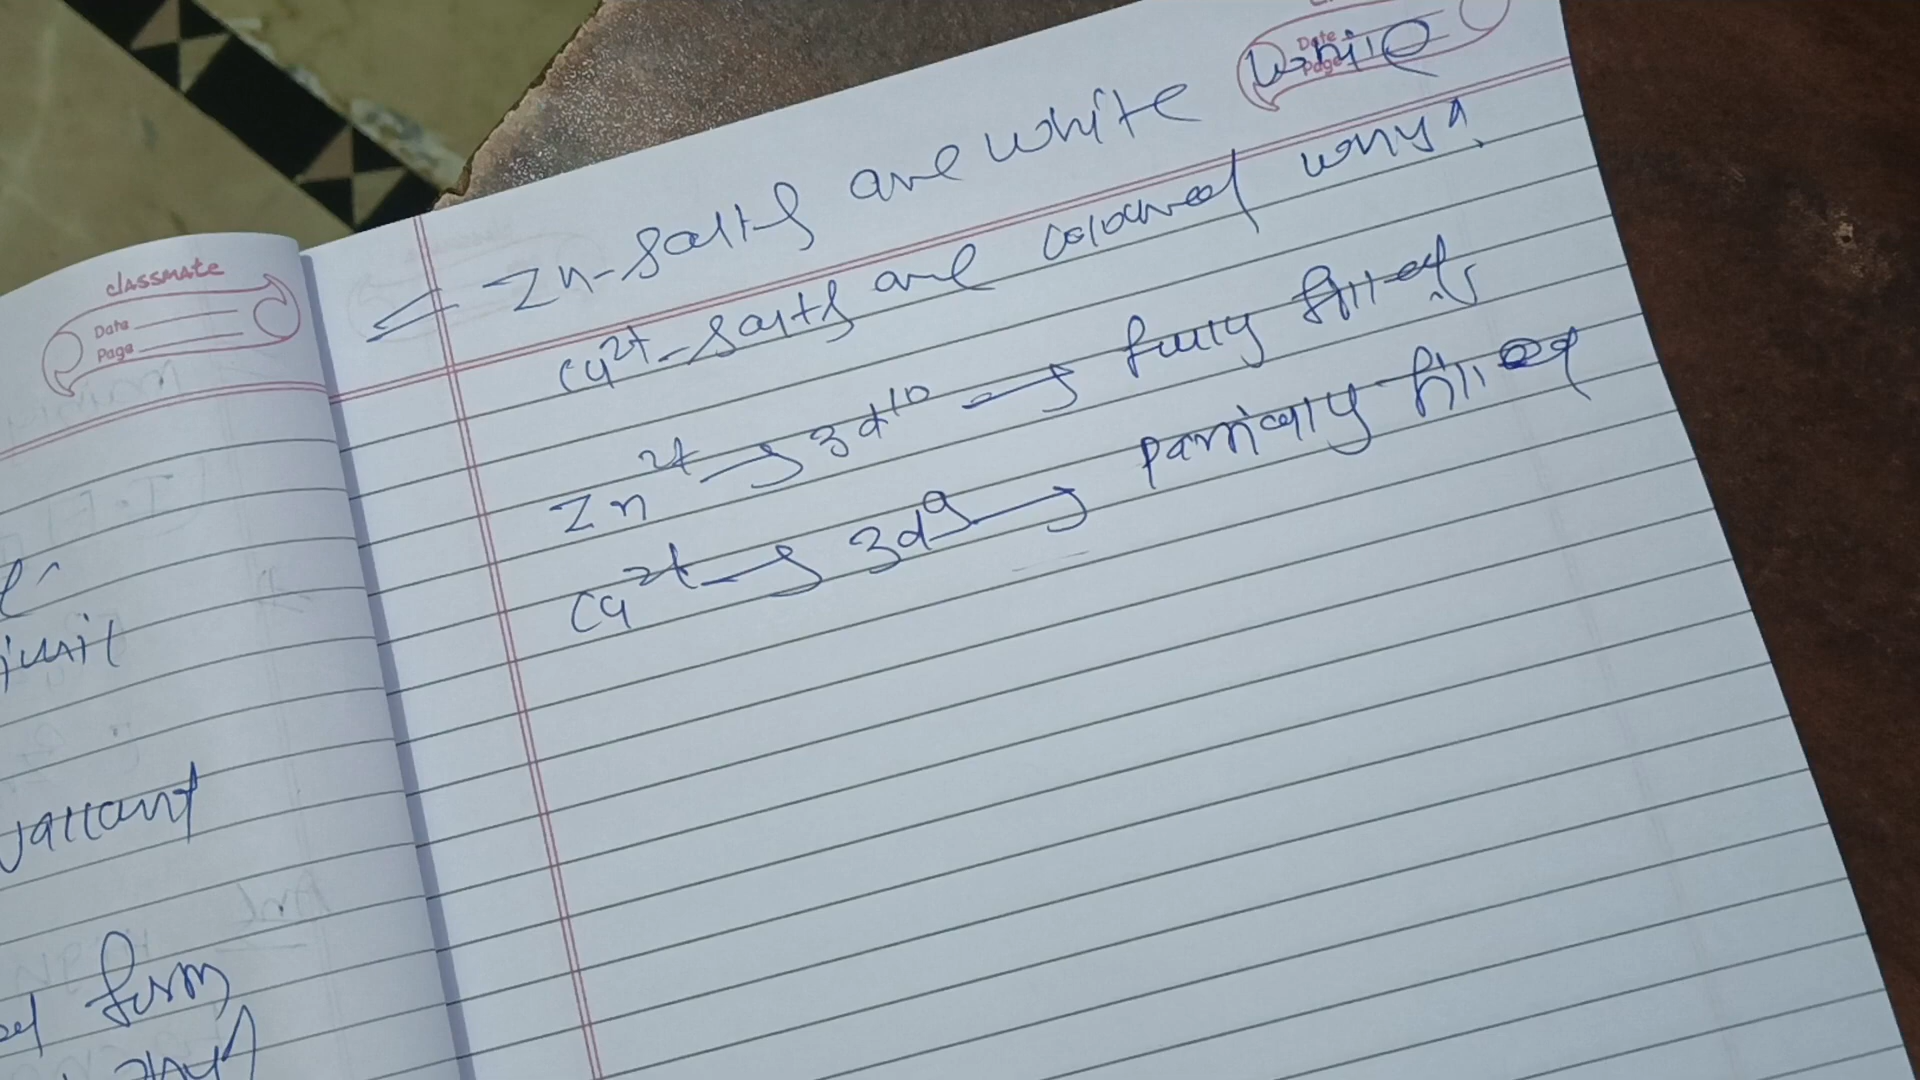 classmate
Date
Page
Date
Page
Zn-salts are white while
Cu2+-salts are coloured why?
Zn2+ → 3d10 → fully filled,
Cu2+ → 3d9 → partially filled
form